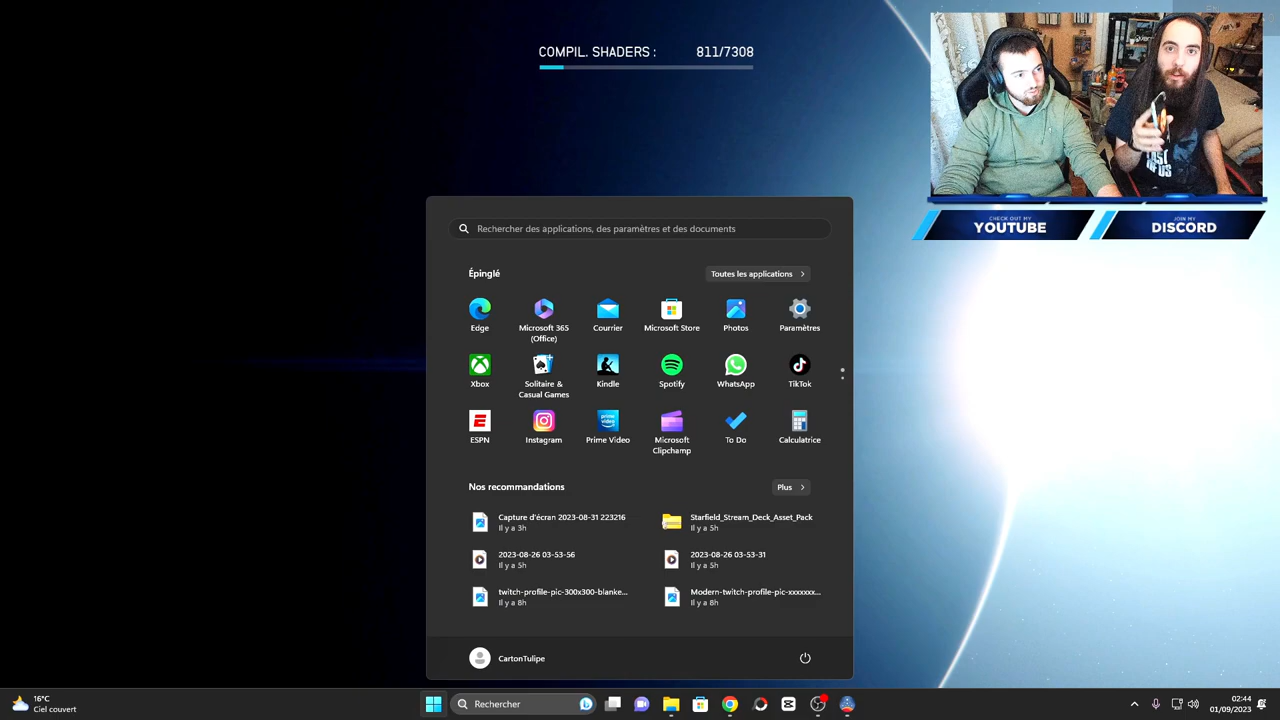 COMPIL. SHADERS : 811/7308
CHECK OUT MY
YOUTUBE
JOIN MY
DISCORD
Rechercher des applications, des paramètres et des documents
Épinglé
Toutes les applications
Edge
Microsoft 365
(Office)
Courrier
Microsoft Store
Photos
Paramètres
Xbox
Solitaire &
Casual Games
Kindle
Spotify
WhatsApp
TikTok
prime
video
ESPN
Instagram
Prime Video
Microsoft
Clipchamp
To Do
Calculatrice
Nos recommandations
Plus
Capture d'écran 2023-08-31 223216
Il y a 3h
Starfield_Stream_Deck_Asset_Pack
Il y a 5h
2023-08-26 03-53-56
Il y a 5h
2023-08-26 03-53-31
Il y a 5h
twitch-profile-pic-300x300-blanke...
Il y a 8h
Modern-twitch-profile-pic-xxxxxxx...
Il y a 8h
CartonTulipe
16°C
Ciel couvert
Rechercher
02:44
01/09/2023